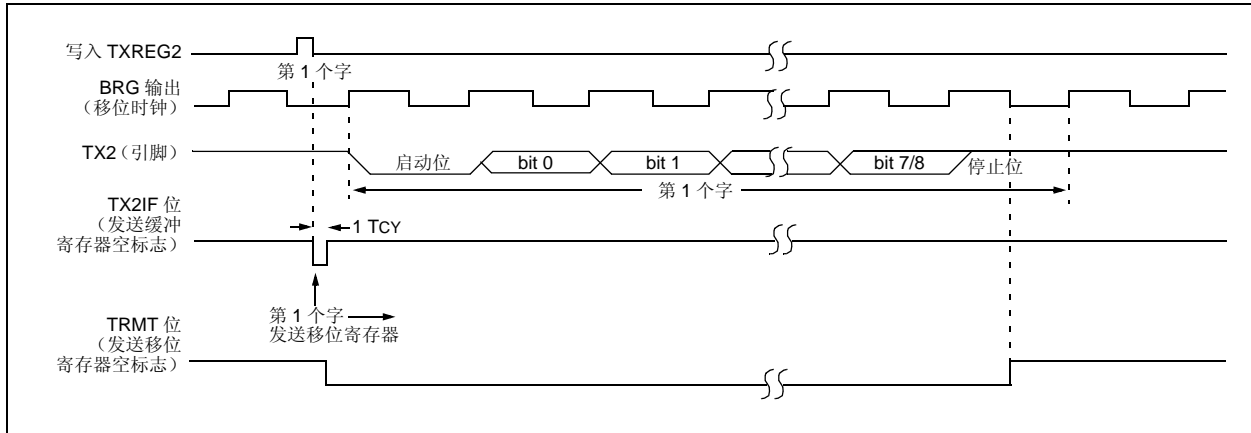 写入 TXREG2
第 1 个字
BRG 输出
（移位时钟）
TX2（引脚）
启动位
bit 0
bit 1
bit 7/8
停止位
第 1 个字
TX2IF 位
（发送缓冲
寄存器空标志）
1 TCY
第 1 个字
发送移位寄存器
TRMT 位
（发送移位
寄存器空标志）